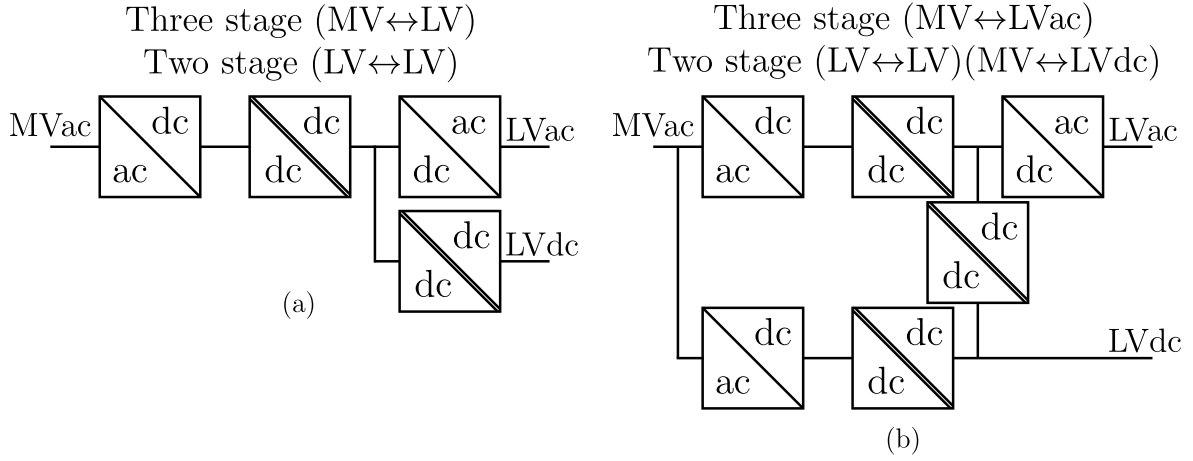 Three stage (MV↔LV)
Two stage (LV↔LV)
MVac
dc
ac
dc
dc
ac
dc
LVac
dc
dc
LVdc
(a)
Three stage (MV↔LVac)
Two stage (LV↔LV)(MV↔LVdc)
MVac
dc
ac
dc
dc
ac
dc
LVac
dc
dc
dc
ac
dc
dc
LVdc
(b)